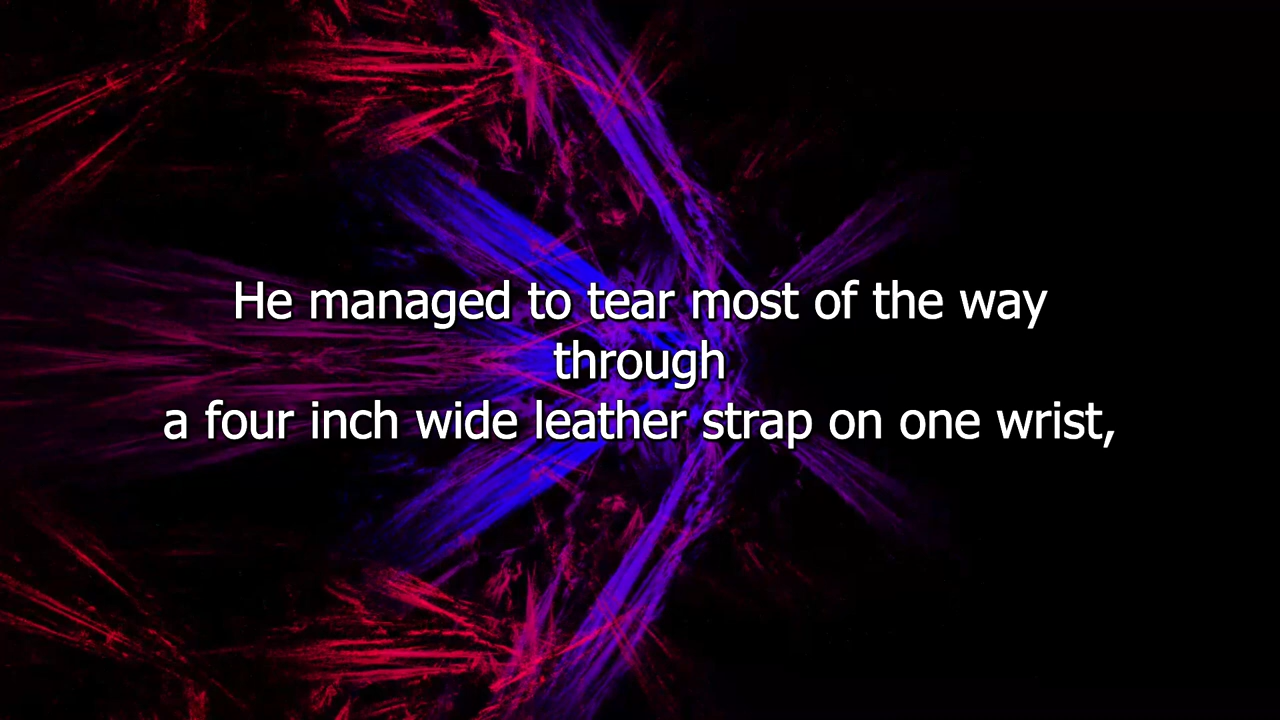 He managed to tear most of the way
through
a four inch wide leather strap on one wrist,